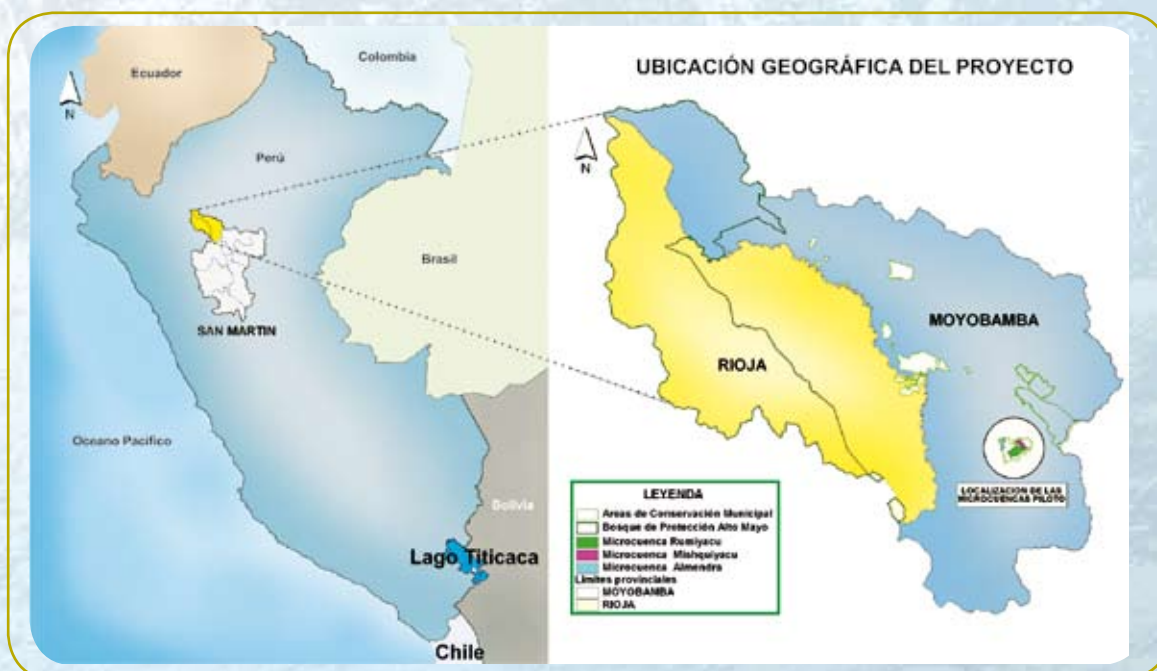 Ecuador
Colombia
N
Perú
Brasil
SAN MARTIN
Oceano Pacifico
Bolivia
Lago Titicaca
Chile
UBICACIÓN GEOGRÁFICA DEL PROYECTO
N
MOYOBAMBA
RIOJA
LOCALIZACION DE LAS
MICROCUENCAS PILOTO
LEYENDA
Areas de Conservación Municipal
Bosque de Protección Alto Mayo
Microcuenca Rumiyacu
Microcuenca Mishquiyacu
Microcuenca Almendra
Límites provinciales
MOYOBAMBA
RIOJA